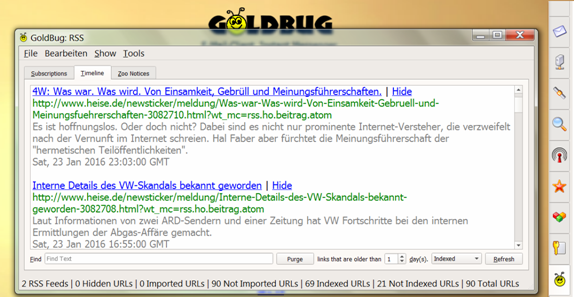 GOLDBUG
GoldBug: RSS
File Bearbeiten Show Tools
Subscriptions Timeline Zoo Notices
4W: Was war. Was wird. Von Einsamkeit, Gebrüll und Meinungsführerschaften. | Hide
http://www.heise.de/newsticker/meldung/Was-war-Was-wird-Von-Einsamkeit-Gebruell-und-
Meinungsfuehrerschaften-3082710.html?wt_mc=rss.ho.beitrag.atom
Es ist hoffnungslos. Oder doch nicht? Dabei sind es nicht nur prominente Internet-Versteher, die verzweifelt
nach der Vernunft im Internet schreien. Hal Faber aber fürchtet die Meinungsführerschaft der
"hermetischen Teilöffentlichkeiten".
Sat, 23 Jan 2016 23:03:00 GMT
Interne Details des VW-Skandals bekannt geworden | Hide
http://www.heise.de/newsticker/meldung/Interne-Details-des-VW-Skandals-bekannt-
geworden-3082708.html?wt_mc=rss.ho.beitrag.atom
Laut Informationen von zwei ARD-Sendern und einer Zeitung hat VW Fortschritte bei den internen
Ermittlungen der Abgas-Affäre gemacht.
Sat, 23 Jan 2016 16:55:00 GMT
Find Find Text Purge links that are older than 1 day(s). Indexed Refresh
2 RSS Feeds | 0 Hidden URLs | 0 Imported URLs | 90 Not Imported URLs | 69 Indexed URLs | 21 Not Indexed URLs | 90 Total URLs